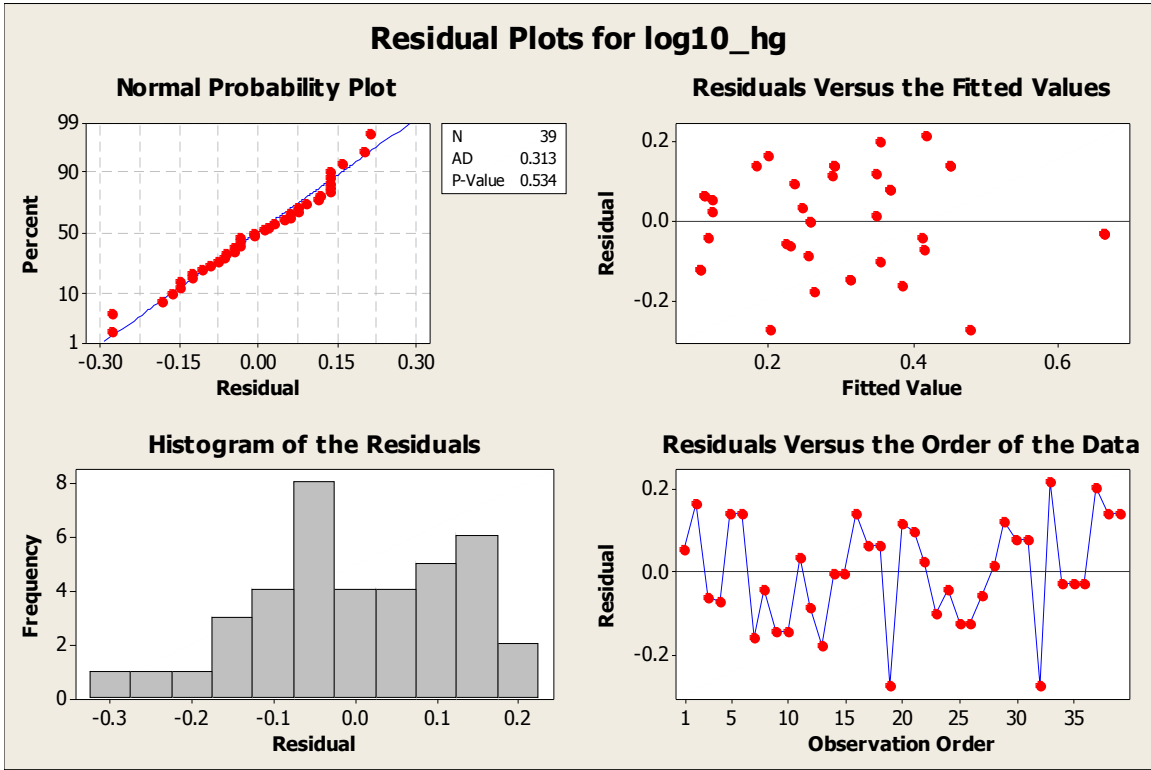 Residual Plots for log10_hg
Normal Probability Plot
Percent
99
90
50
10
1
-0.30 -0.15 0.00 0.15 0.30
Residual
N 39
AD 0.313
P-Value 0.534
Residuals Versus the Fitted Values
Residual
0.2
0.0
-0.2
0.2 0.4 0.6
Fitted Value
Histogram of the Residuals
Frequency
8
6
4
2
0
-0.3 -0.2 -0.1 0.0 0.1 0.2
Residual
Residuals Versus the Order of the Data
Residual
0.2
0.0
-0.2
1 5 10 15 20 25 30 35
Observation Order